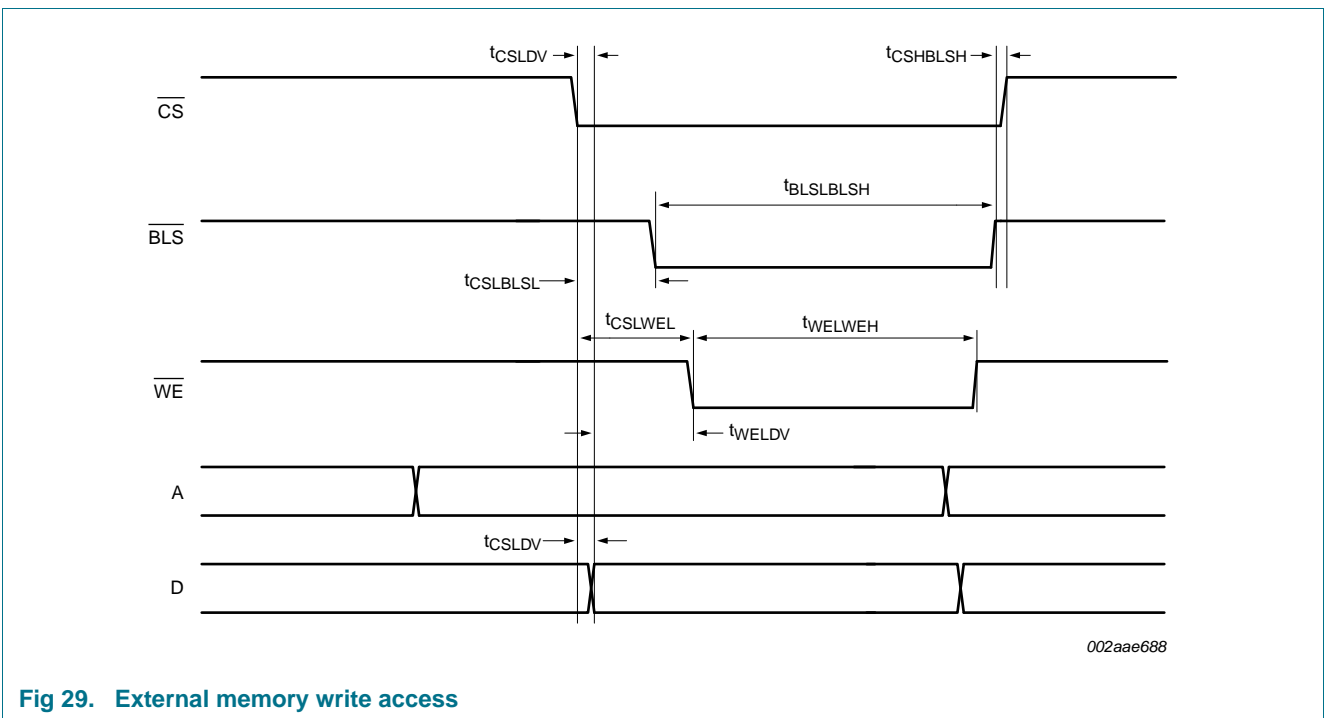 tCSLDV
tCSHBLSH
CS
tBLSLBLSH
BLS
tCSLBLSL
tCSLWEL
tWELWEH
WE
tWELDV
A
tCSLDV
D
002aae688
Fig 29. External memory write access